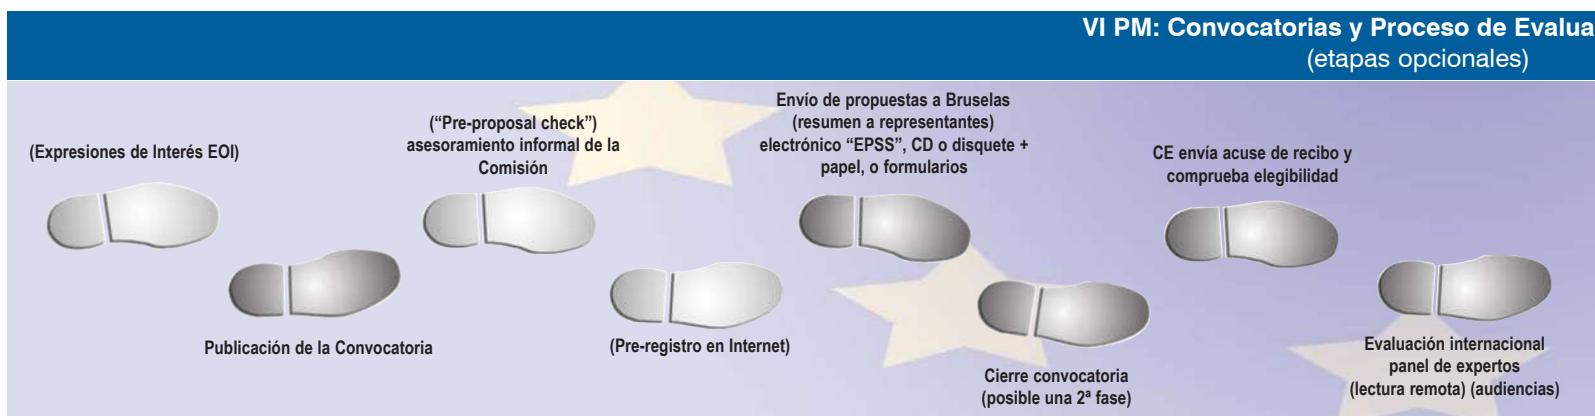 VI PM: Convocatorias y Proceso de Evalua
(etapas opcionales)
(Expresiones de Interés EOI)
Publicación de la Convocatoria
(“Pre-proposal check”)
asesoramiento informal de la
Comisión
(Pre-registro en Internet)
Envío de propuestas a Bruselas
(resumen a representantes)
electrónico “EPSS”, CD o disquete +
papel, o formularios
Cierre convocatoria
(posible una 2ª fase)
CE envía acuse de recibo y
comprueba elegibilidad
Evaluación internacional
panel de expertos
(lectura remota) (audiencias)